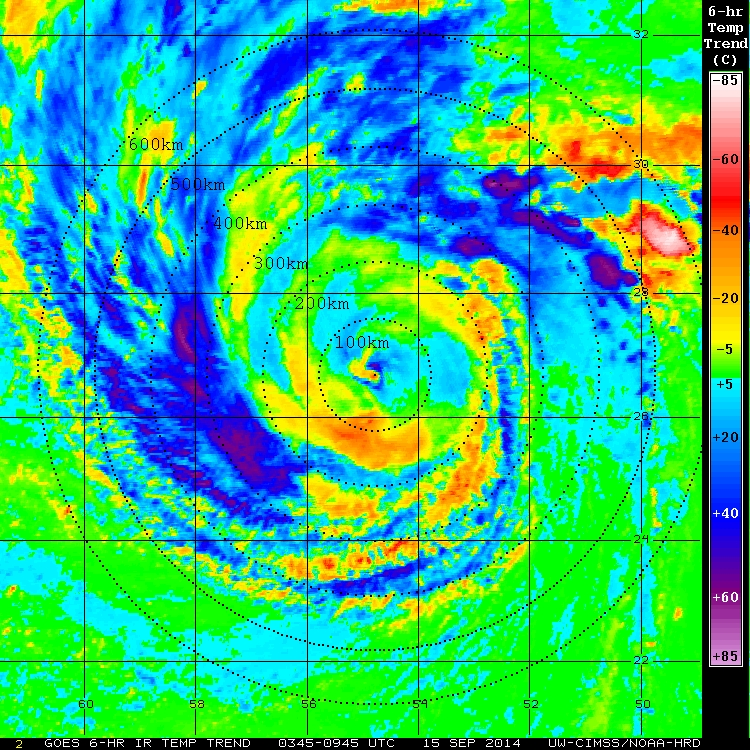 6-hr
Temp
Trend
(C)
-85
-60
-40
-20
-5
+5
+20
+40
+60
+85
32
30
28
26
24
22
60
58
56
54
52
50
600km
500km
400km
300km
200km
100km
2 GOES 6-HR IR TEMP TREND 0345-0945 UTC 15 SEP 2014 UW-CIMSS/NOAA-HRD